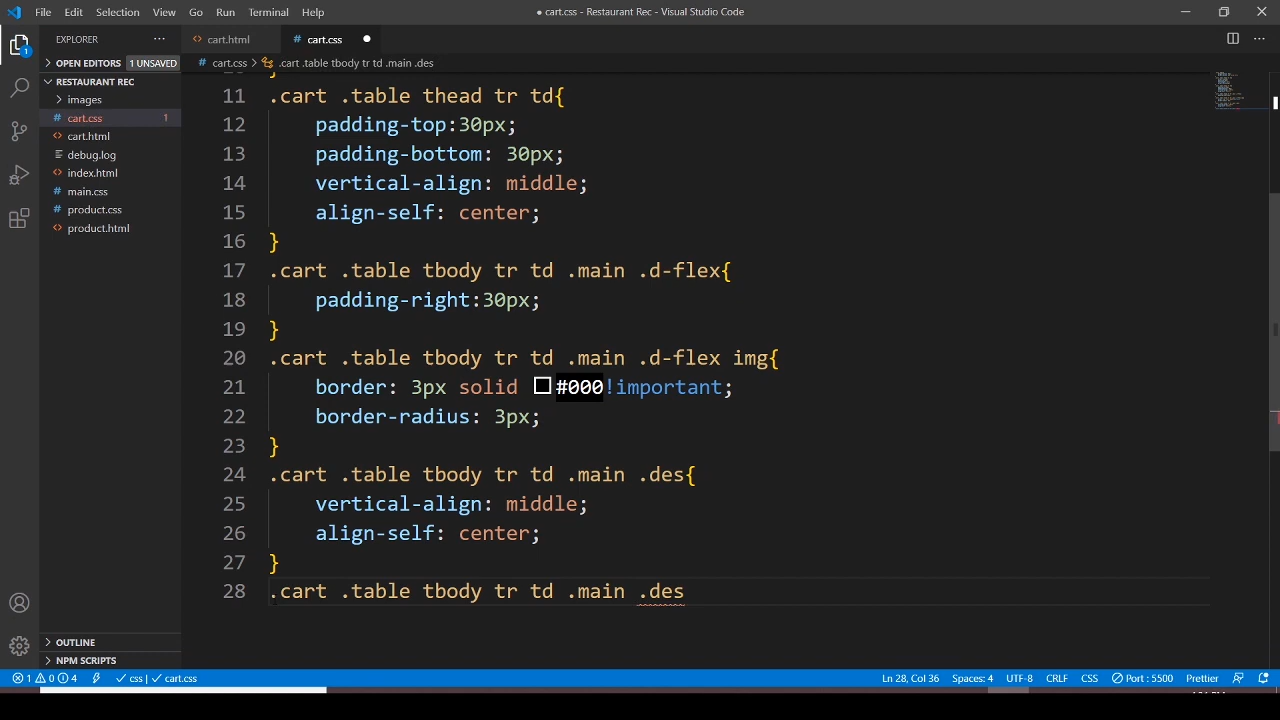 File Edit Selection View Go Run Terminal Help ● cart.css - Restaurant Rec - Visual Studio Code
EXPLORER ··· cart.html cart.css ●
OPEN EDITORS 1 UNSAVED cart.css > .cart .table tbody tr td .main .des
RESTAURANT REC
images
cart.css 1
cart.html
debug.log
index.html
main.css
product.css
product.html
11 .cart .table thead tr td{
12 padding-top:30px;
13 padding-bottom: 30px;
14 vertical-align: middle;
15 align-self: center;
16 }
17 .cart .table tbody tr td .main .d-flex{
18 padding-right:30px;
19 }
20 .cart .table tbody tr td .main .d-flex img{
21 border: 3px solid #000!important;
22 border-radius: 3px;
23 }
24 .cart .table tbody tr td .main .des{
25 vertical-align: middle;
26 align-self: center;
27 }
28 .cart .table tbody tr td .main .des
OUTLINE
NPM SCRIPTS
1 0 4 css | cart.css Ln 28, Col 36 Spaces: 4 UTF-8 CRLF CSS Port : 5500 Prettier